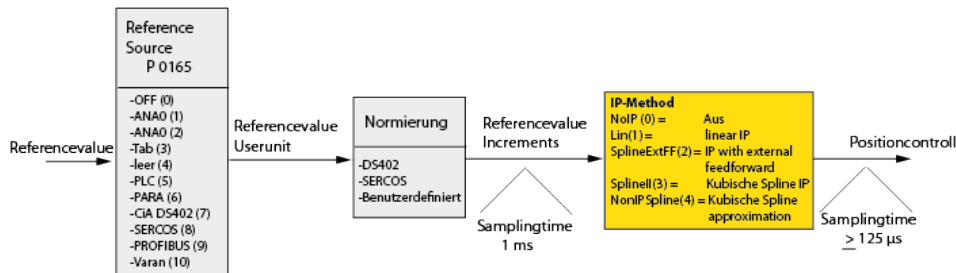 Referencevalue
Reference
Source
P 0165
-OFF (0)
-ANA0 (1)
-ANA0 (2)
-Tab (3)
-leer (4)
-PLC (5)
-PARA (6)
-CiA DS402 (7)
-SERCOS (8)
-PROFIBUS (9)
-Varan (10)
Referencevalue
Userunit
Normierung
-DS402
-SERCOS
-Benutzerdefiniert
Referencevalue
Increments
Samplingtime
1 ms
IP-Method
NoIP (0) = Aus
Lin(1) = linear IP
SplineExtFF(2) = IP with external
feedforward
SplineII(3) = Kubische Spline IP
NonIPSpline(4) = Kubische Spline
approximation
Positioncontroll
Samplingtime
≥ 125 µs